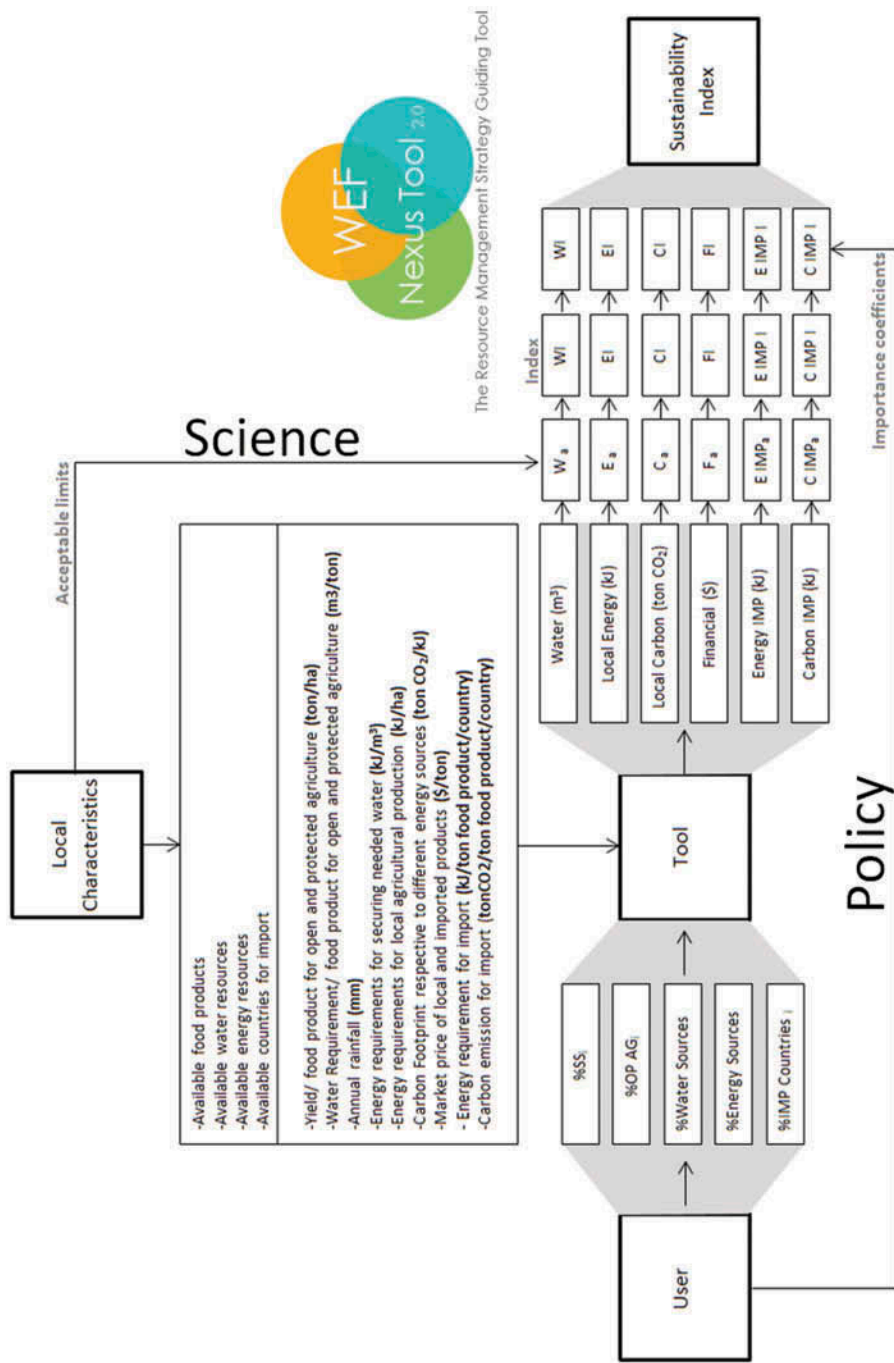 Local
Characteristics
Acceptable limits
Science
-Available food products
-Available water resources
-Available energy resources
-Available countries for import
-Yield/ food product for open and protected agriculture (ton/ha)
-Water Requirement/ food product for open and protected agriculture (m3/ton)
-Annual rainfall (mm)
-Energy requirements for securing needed water (kJ/m³)
-Energy requirements for local agricultural production (kJ/ha)
-Carbon Footprint respective to different energy sources (ton CO₂/kJ)
-Market price of local and imported products ($/ton)
- Energy requirement for import (kJ/ton food product/country)
-Carbon emission for import (tonCO2/ton food product/country)
WEF
Nexus Tool 2.0
The Resource Management Strategy Guiding Tool
User
%SSᵢ
%OP AGᵢ
%Water Sources
%Energy Sources
%IMP Countries ᵢ
Tool
Index
Water (m³)
Wₐ
WI
WI
Local Energy (kJ)
Eₐ
EI
EI
Local Carbon (ton CO₂)
Cₐ
CI
CI
Financial ($)
Fₐ
FI
FI
Energy IMP (kJ)
E IMPₐ
E IMP I
E IMP I
Carbon IMP (kJ)
C IMPₐ
C IMP I
C IMP I
Sustainability
Index
Policy
Importance coefficients